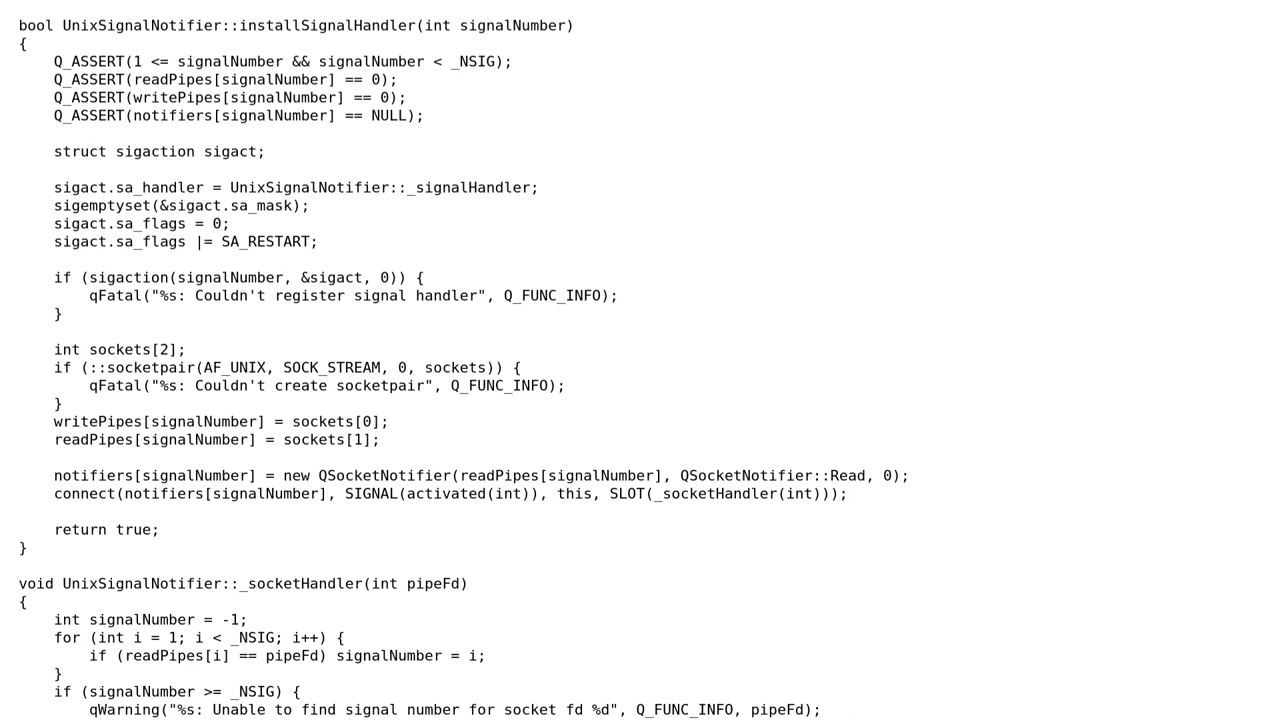 bool UnixSignalNotifier::installSignalHandler(int signalNumber)
{
    Q_ASSERT(1 <= signalNumber && signalNumber < _NSIG);
    Q_ASSERT(readPipes[signalNumber] == 0);
    Q_ASSERT(writePipes[signalNumber] == 0);
    Q_ASSERT(notifiers[signalNumber] == NULL);

    struct sigaction sigact;

    sigact.sa_handler = UnixSignalNotifier::_signalHandler;
    sigemptyset(&sigact.sa_mask);
    sigact.sa_flags = 0;
    sigact.sa_flags |= SA_RESTART;

    if (sigaction(signalNumber, &sigact, 0)) {
        qFatal("%s: Couldn't register signal handler", Q_FUNC_INFO);
    }

    int sockets[2];
    if (::socketpair(AF_UNIX, SOCK_STREAM, 0, sockets)) {
        qFatal("%s: Couldn't create socketpair", Q_FUNC_INFO);
    }
    writePipes[signalNumber] = sockets[0];
    readPipes[signalNumber] = sockets[1];

    notifiers[signalNumber] = new QSocketNotifier(readPipes[signalNumber], QSocketNotifier::Read, 0);
    connect(notifiers[signalNumber], SIGNAL(activated(int)), this, SLOT(_socketHandler(int)));

    return true;
}

void UnixSignalNotifier::_socketHandler(int pipeFd)
{
    int signalNumber = -1;
    for (int i = 1; i < _NSIG; i++) {
        if (readPipes[i] == pipeFd) signalNumber = i;
    }
    if (signalNumber >= _NSIG) {
        qWarning("%s: Unable to find signal number for socket fd %d", Q_FUNC_INFO, pipeFd);